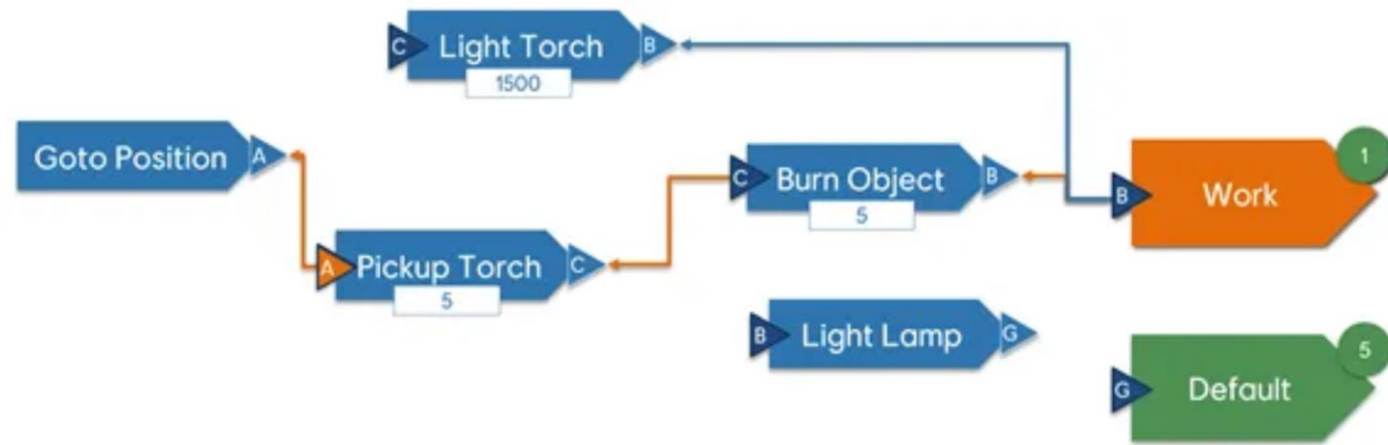 C Light Torch B
1500
Goto Position A
C Burn Object B
5
B Work 1
A Pickup Torch C
5
B Light Lamp G
G Default 5